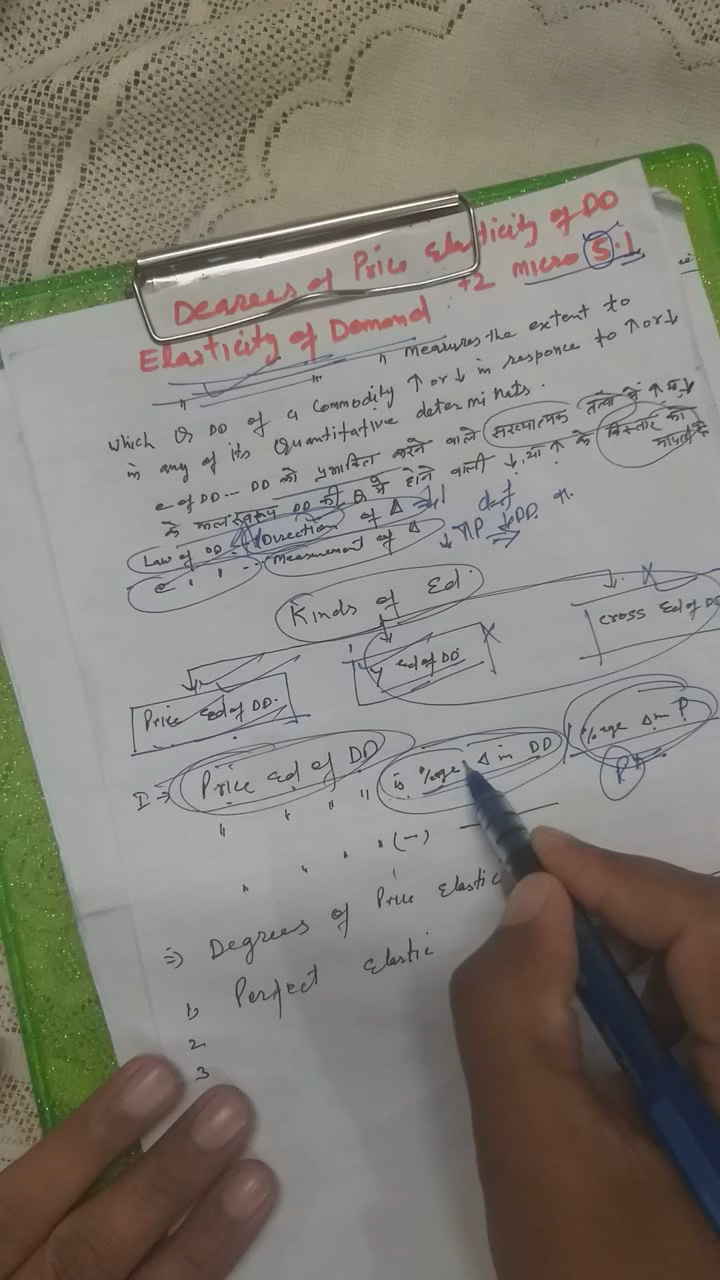 Degrees of Price Elasticity of DD
+2 micro 5.1
Elasticity of Demand :
" " " Measures the extent to
which Q DD of a commodity ↑ or ↓ in responce to ↑ or ↓
in any of its Quantitative determinats.
e of DD.. DD को प्रभावित करने वाले संख्यात्मक तत्वों में ↑ या ↓
के फलस्वरूप DD की Q में होने वाली ↓ या ↑ के विस्तार को
Law of DD Direction of Δ
↓ ↑P ↓DD
e " " .. Measurement of Δ
Kinds of Ed.
Price Ed of DD.
Y Ed of DD
cross Ed of DD
I ⇒ Price Ed of DD is %age Δ in DD / %age Δ in P
" " " "
P↑
" " " " (-)
⇒ Degrees of Price Elastic
1) Perfect Elastic
2
3